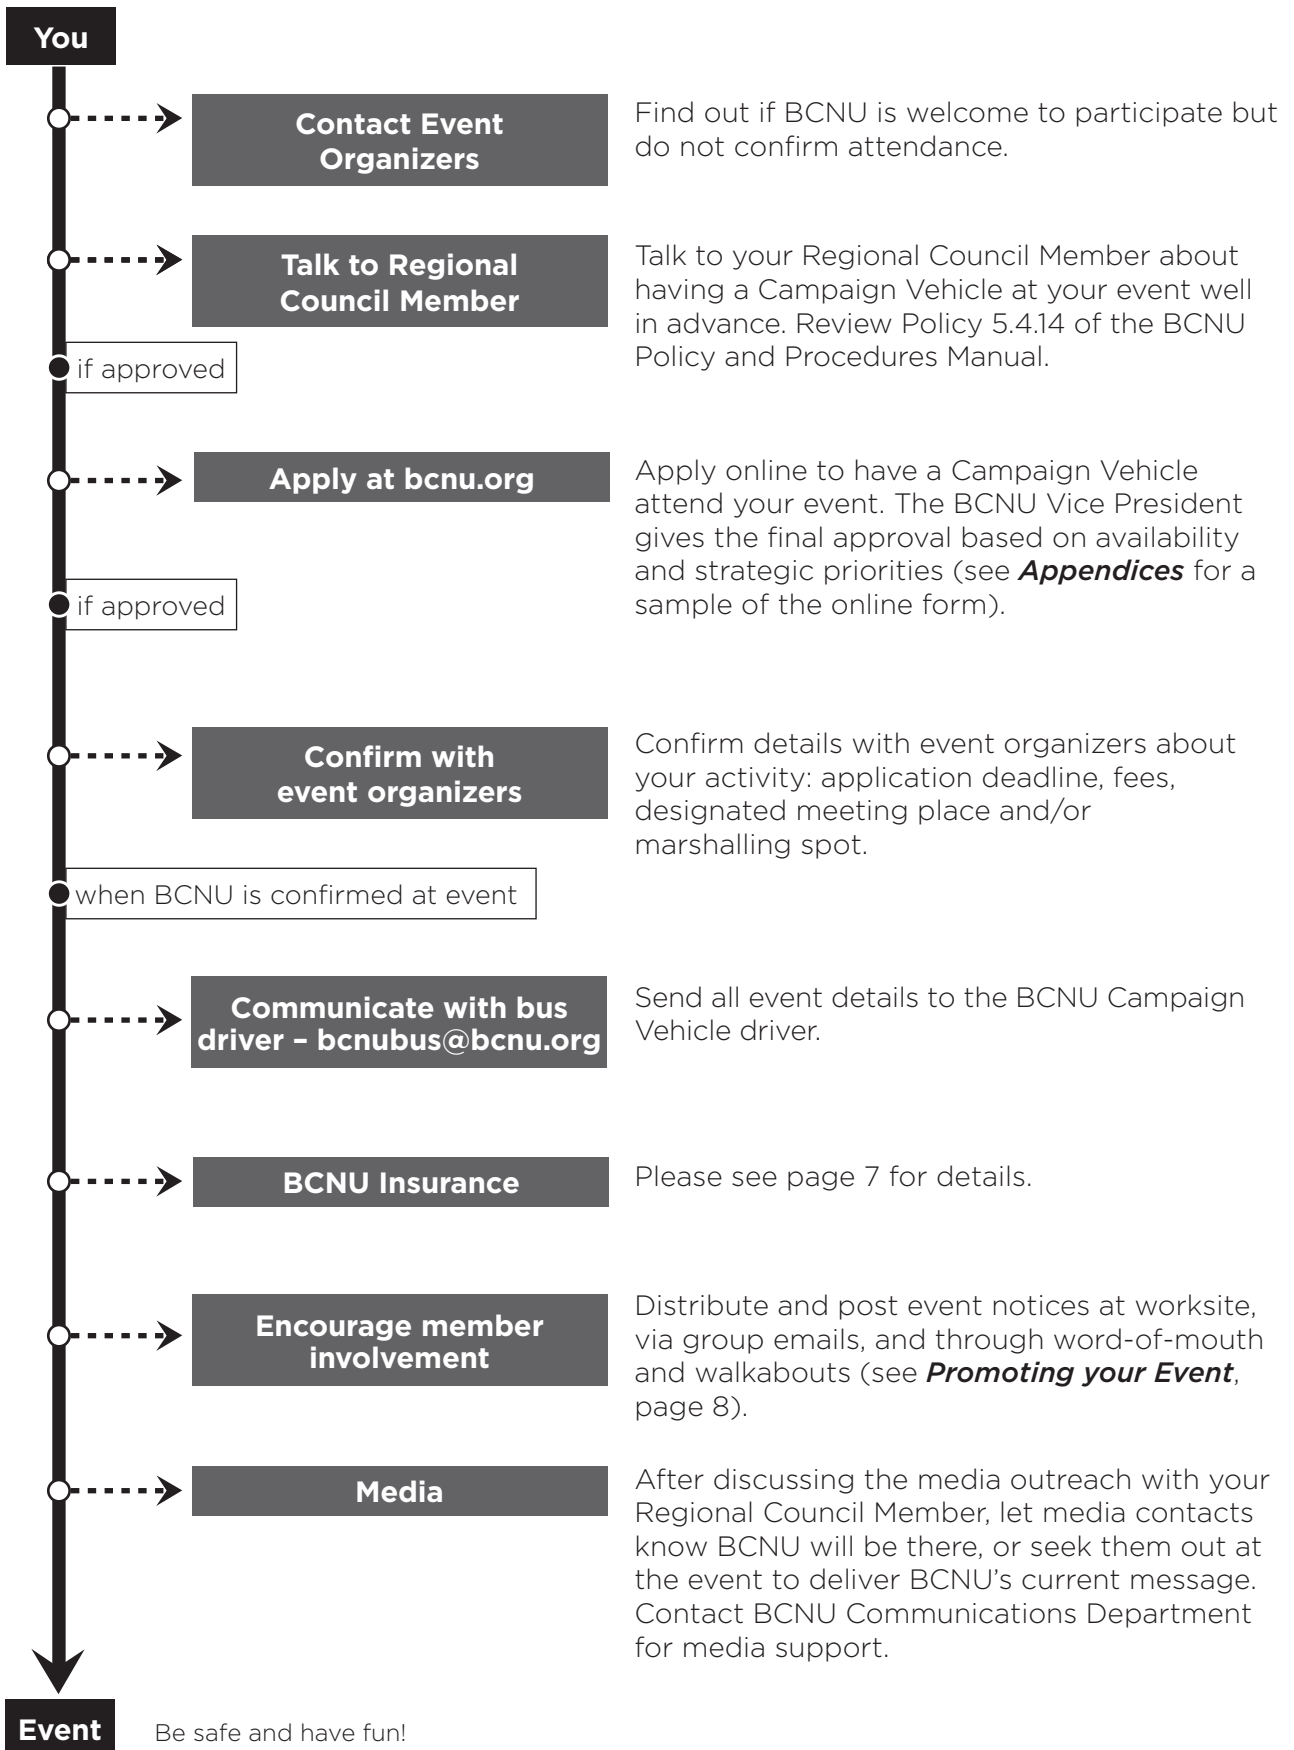 You
Contact Event
Organizers
Find out if BCNU is welcome to participate but
do not confirm attendance.
Talk to Regional
Council Member
Talk to your Regional Council Member about
having a Campaign Vehicle at your event well
in advance. Review Policy 5.4.14 of the BCNU
Policy and Procedures Manual.
if approved
Apply at bcnu.org
Apply online to have a Campaign Vehicle
attend your event. The BCNU Vice President
gives the final approval based on availability
and strategic priorities (see Appendices for a
sample of the online form).
if approved
Confirm with
event organizers
Confirm details with event organizers about
your activity: application deadline, fees,
designated meeting place and/or
marshalling spot.
when BCNU is confirmed at event
Communicate with bus
driver – bcnubus@bcnu.org
Send all event details to the BCNU Campaign
Vehicle driver.
BCNU Insurance
Please see page 7 for details.
Encourage member
involvement
Distribute and post event notices at worksite,
via group emails, and through word-of-mouth
and walkabouts (see Promoting your Event,
page 8).
Media
After discussing the media outreach with your
Regional Council Member, let media contacts
know BCNU will be there, or seek them out at
the event to deliver BCNU’s current message.
Contact BCNU Communications Department
for media support.
Event
Be safe and have fun!